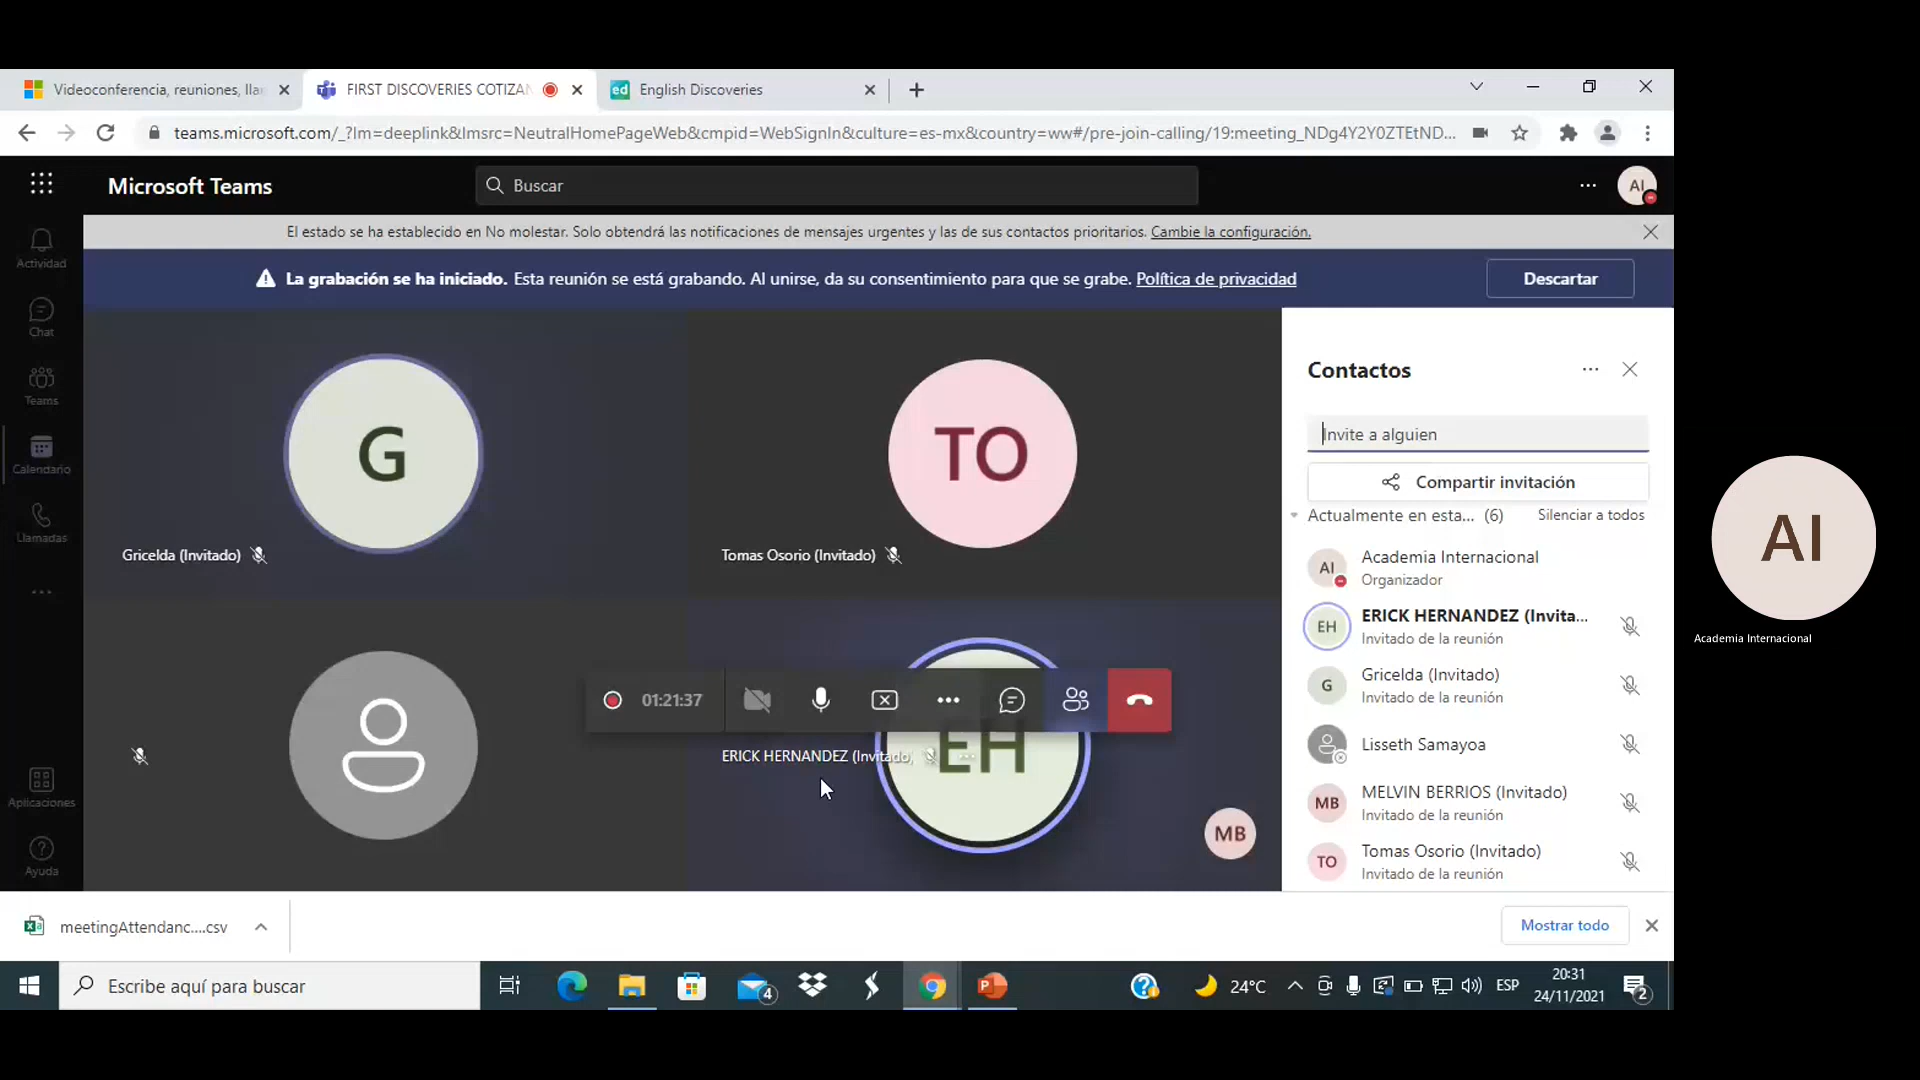 Videoconferencia, reuniones, lla
FIRST DISCOVERIES COTIZAN
ed
English Discoveries
teams.microsoft.com/_?lm=deeplink&lmsrc=NeutralHomePageWeb&cmpid=WebSignIn&culture=es-mx&country=ww#/pre-join-calling/19:meeting_NDg4Y2Y0ZTEtND...
Microsoft Teams
Buscar
AI
El estado se ha establecido en No molestar. Solo obtendrá las notificaciones de mensajes urgentes y las de sus contactos prioritarios. Cambie la configuración.
La grabación se ha iniciado. Esta reunión se está grabando. Al unirse, da su consentimiento para que se grabe. Política de privacidad
Descartar
Actividad
Chat
Teams
Calendario
Llamadas
Aplicaciones
Ayuda
G
Gricelda (Invitado)
TO
Tomas Osorio (Invitado)
01:21:37
EH
ERICK HERNANDEZ (Invitado)
MB
Contactos
Invite a alguien
Compartir invitación
Actualmente en esta... (6)
Silenciar a todos
AI
Academia Internacional
Organizador
EH
ERICK HERNANDEZ (Invita...
Invitado de la reunión
G
Gricelda (Invitado)
Invitado de la reunión
Lisseth Samayoa
MB
MELVIN BERRIOS (Invitado)
Invitado de la reunión
TO
Tomas Osorio (Invitado)
Invitado de la reunión
AI
Academia Internacional
meetingAttendanc....csv
Mostrar todo
Escribe aquí para buscar
4
24°C
ESP
20:31
24/11/2021
2